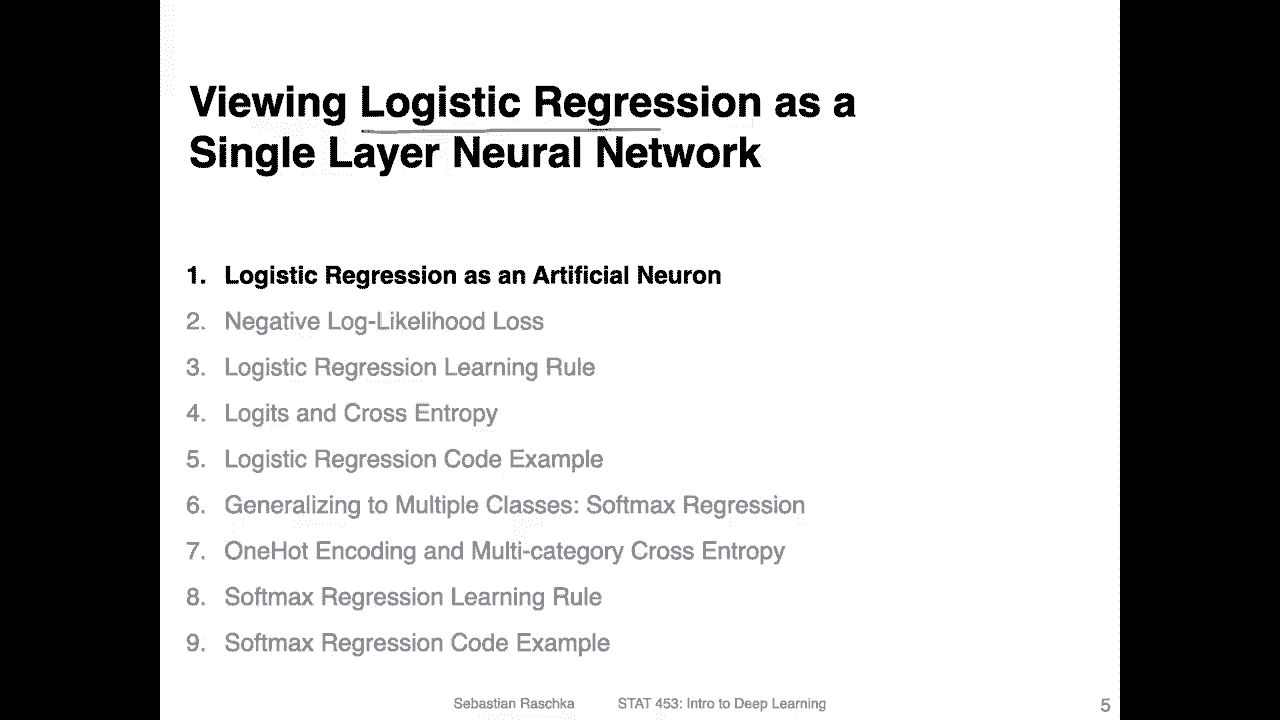 Viewing Logistic Regression as a
Single Layer Neural Network
1. Logistic Regression as an Artificial Neuron
2. Negative Log-Likelihood Loss
3. Logistic Regression Learning Rule
4. Logits and Cross Entropy
5. Logistic Regression Code Example
6. Generalizing to Multiple Classes: Softmax Regression
7. OneHot Encoding and Multi-category Cross Entropy
8. Softmax Regression Learning Rule
9. Softmax Regression Code Example
Sebastian Raschka STAT 453: Intro to Deep Learning 5